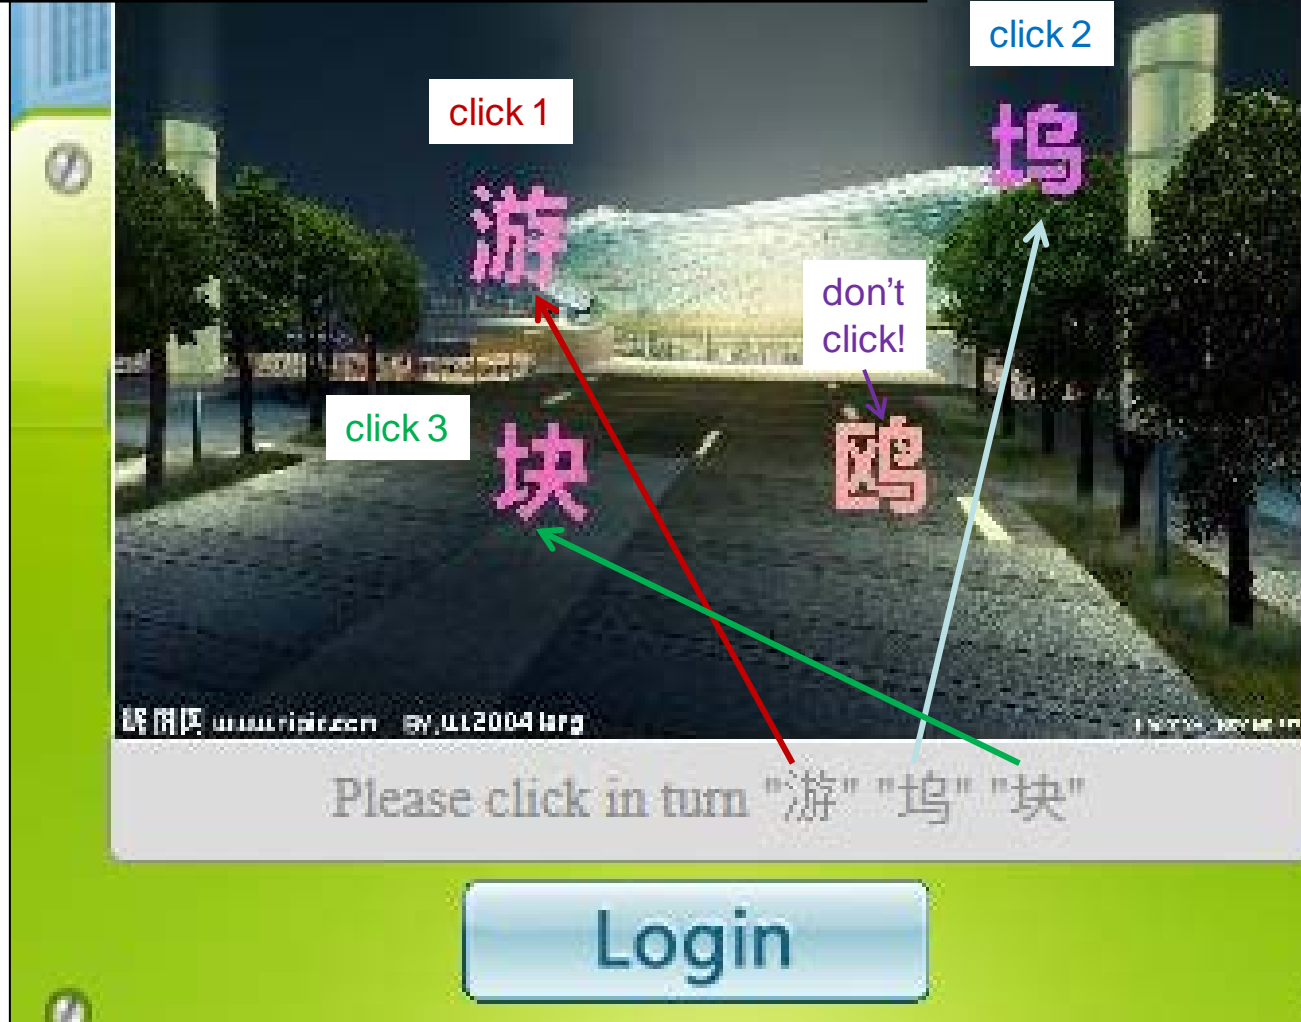 click 2
click 1
坞
游
don't
click!
click 3
块
鸥
Please click in turn "游" "坞" "块"
Login